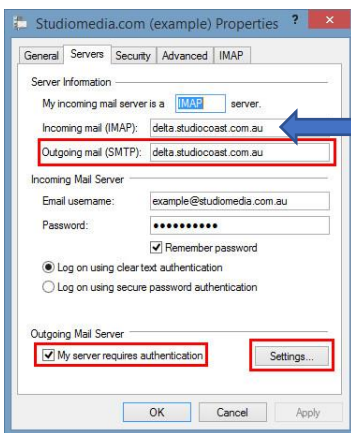 Studiomedia.com (example) Properties ? ×
General Servers Security Advanced IMAP
Server Information
My incoming mail server is a IMAP server.
Incoming mail (IMAP): delta.studiocoast.com.au
Outgoing mail (SMTP): delta.studiocoast.com.au
Incoming Mail Server
Email username: example@studiomedia.com.au
Password: ••••••••••
Remember password
Log on using clear text authentication
Log on using secure password authentication
Outgoing Mail Server
My server requires authentication Settings...
OK Cancel Apply